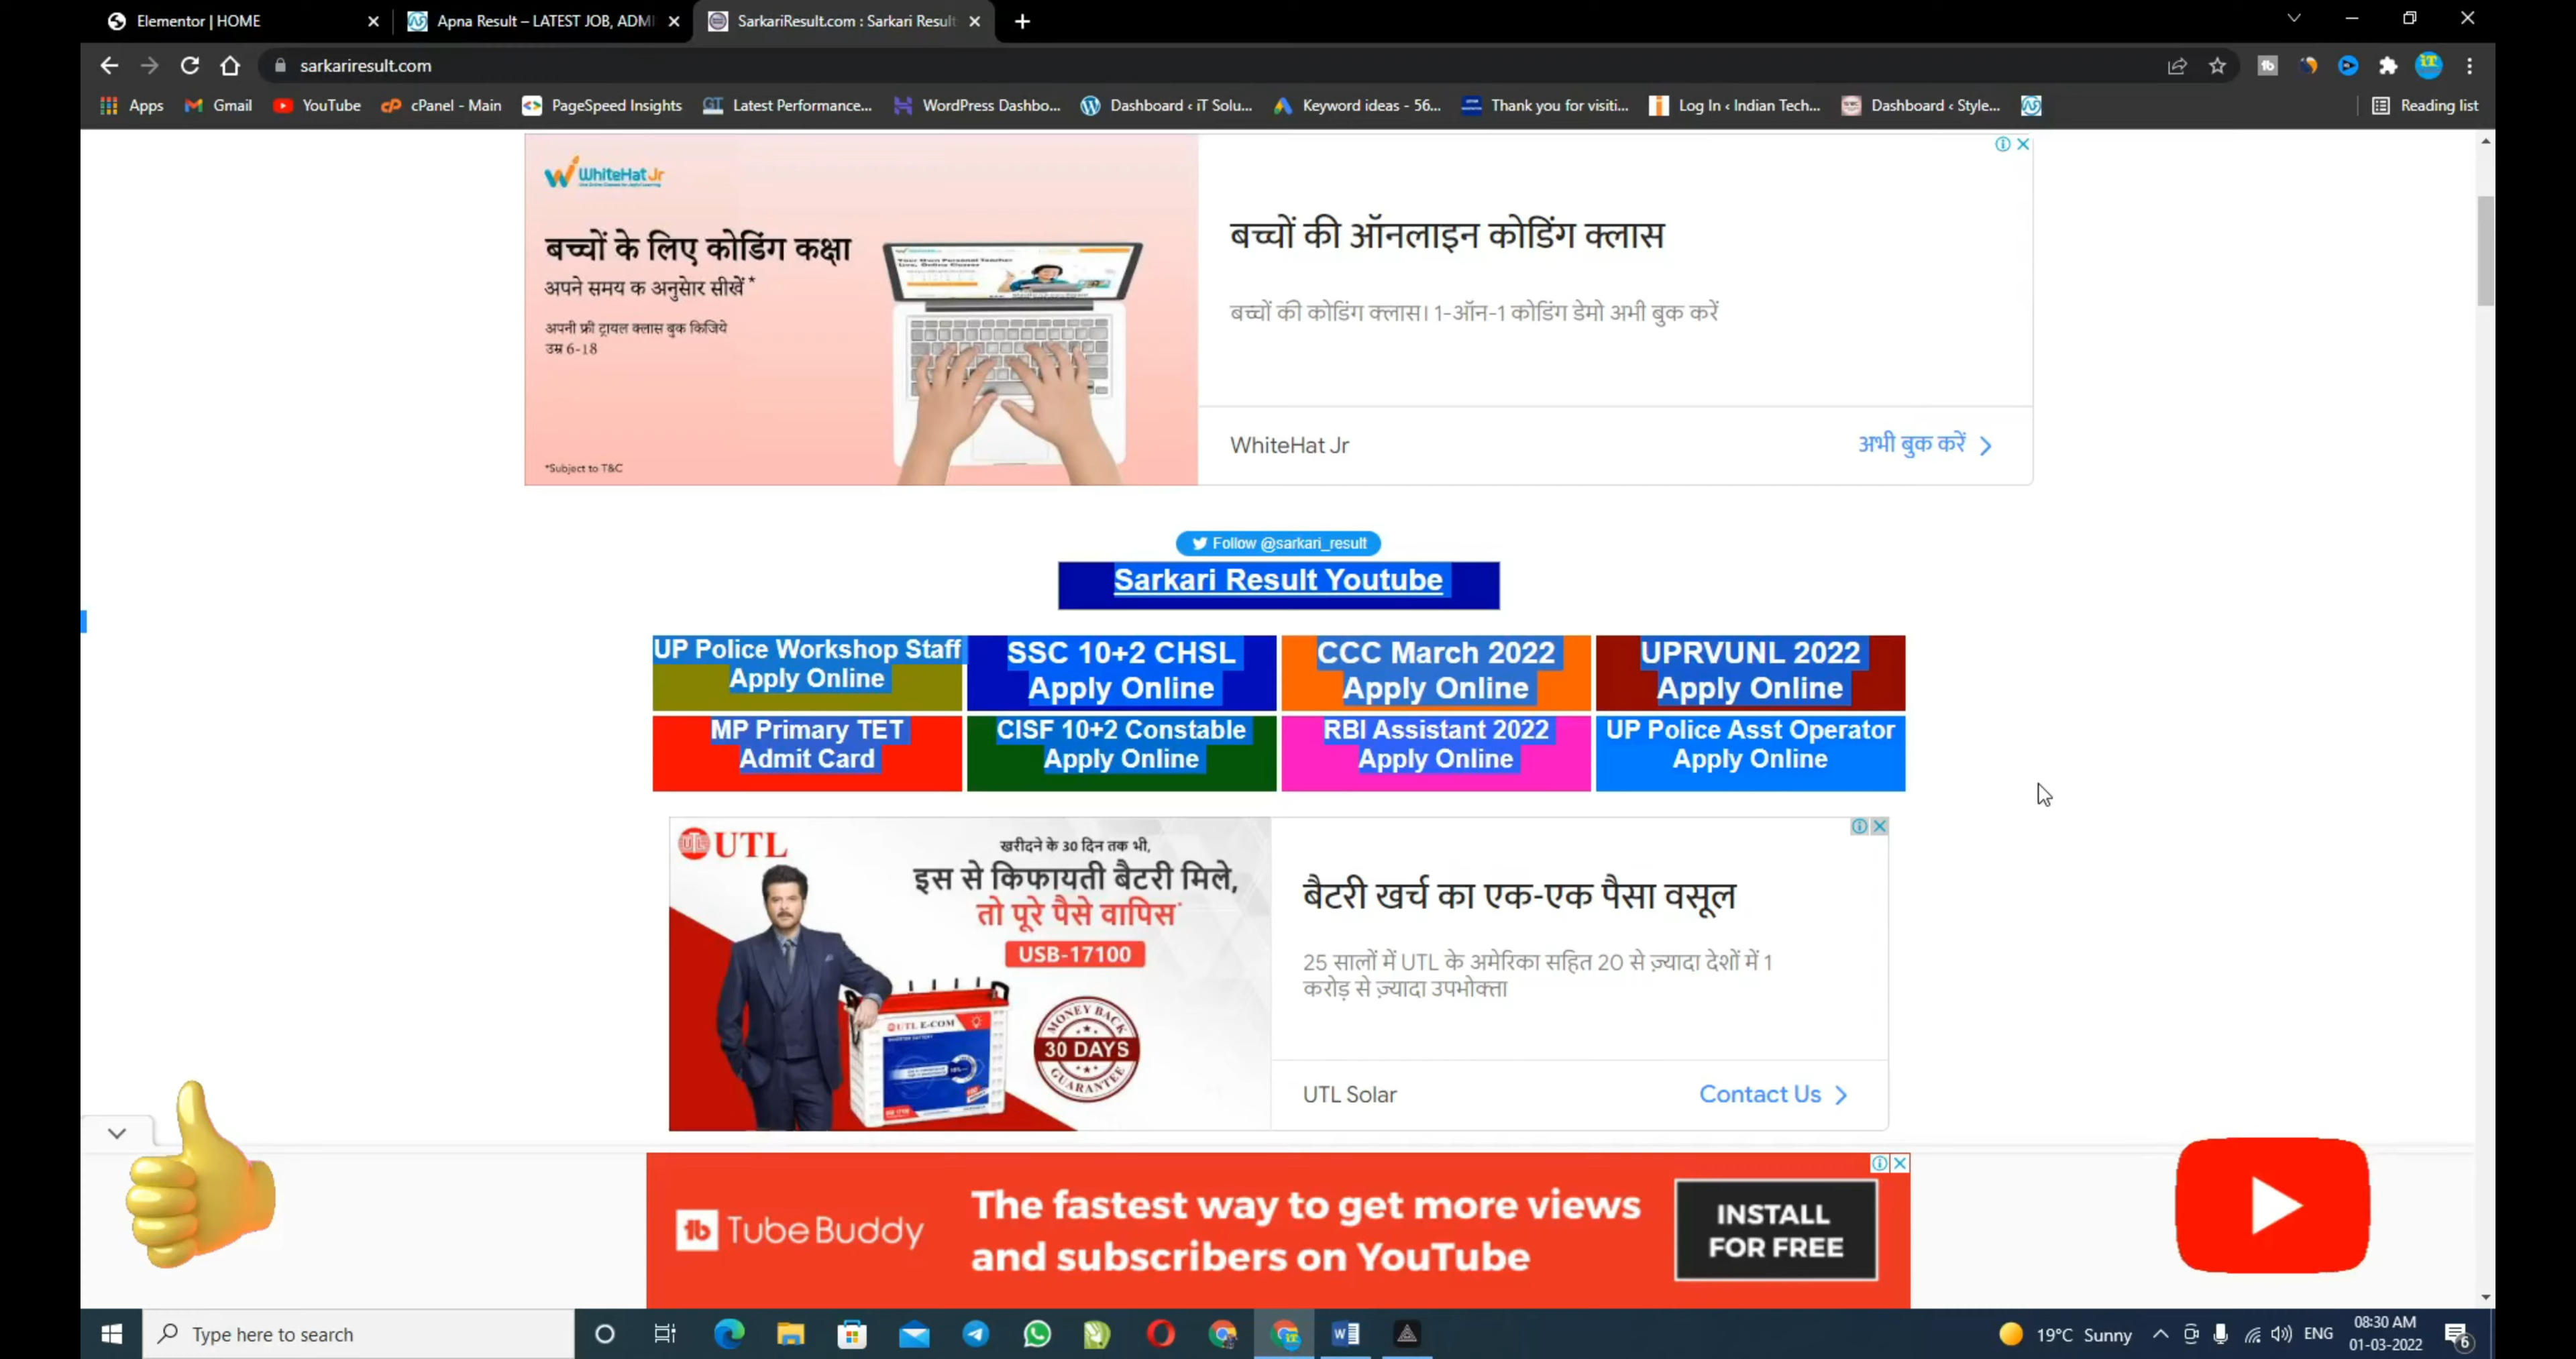 Elementor | HOME
Apna Result – LATEST JOB, ADMI
SarkariResult.com : Sarkari Result
sarkariresult.com
Apps
Gmail
YouTube
cPanel - Main
PageSpeed Insights
Latest Performance...
WordPress Dashbo...
Dashboard ‹ iT Solu...
Keyword ideas - 56...
Thank you for visiti...
Log In ‹ Indian Tech...
Dashboard ‹ Style...
Reading list
WhiteHat Jr
बच्चों के लिए कोडिंग कक्षा
अपने समय क अनुसेार सीखें*
अपनी फ्री ट्रायल क्लास बुक किजिये
उम्र 6-18
*Subject to T&C
बच्चों की ऑनलाइन कोडिंग क्लास
बच्चों की कोडिंग क्लास। 1-ऑन-1 कोडिंग डेमो अभी बुक करें
WhiteHat Jr
अभी बुक करें
Follow @sarkari_result
Sarkari Result Youtube
UP Police Workshop Staff
Apply Online
SSC 10+2 CHSL
Apply Online
CCC March 2022
Apply Online
UPRVUNL 2022
Apply Online
MP Primary TET
Admit Card
CISF 10+2 Constable
Apply Online
RBI Assistant 2022
Apply Online
UP Police Asst Operator
Apply Online
UTL
खरीदने के 30 दिन तक भी,
इस से किफायती बैटरी मिले,
तो पूरे पैसे वापिस*
USB-17100
UTL E-COM
MONEY BACK
30 DAYS
GUARANTEE
बैटरी खर्च का एक-एक पैसा वसूल
25 सालों में UTL के अमेरिका सहित 20 से ज़्यादा देशों में 1
करोड़ से ज़्यादा उपभोक्ता
UTL Solar
Contact Us
TubeBuddy
The fastest way to get more views
and subscribers on YouTube
INSTALL
FOR FREE
Type here to search
19°C Sunny
ENG
08:30 AM
01-03-2022
6